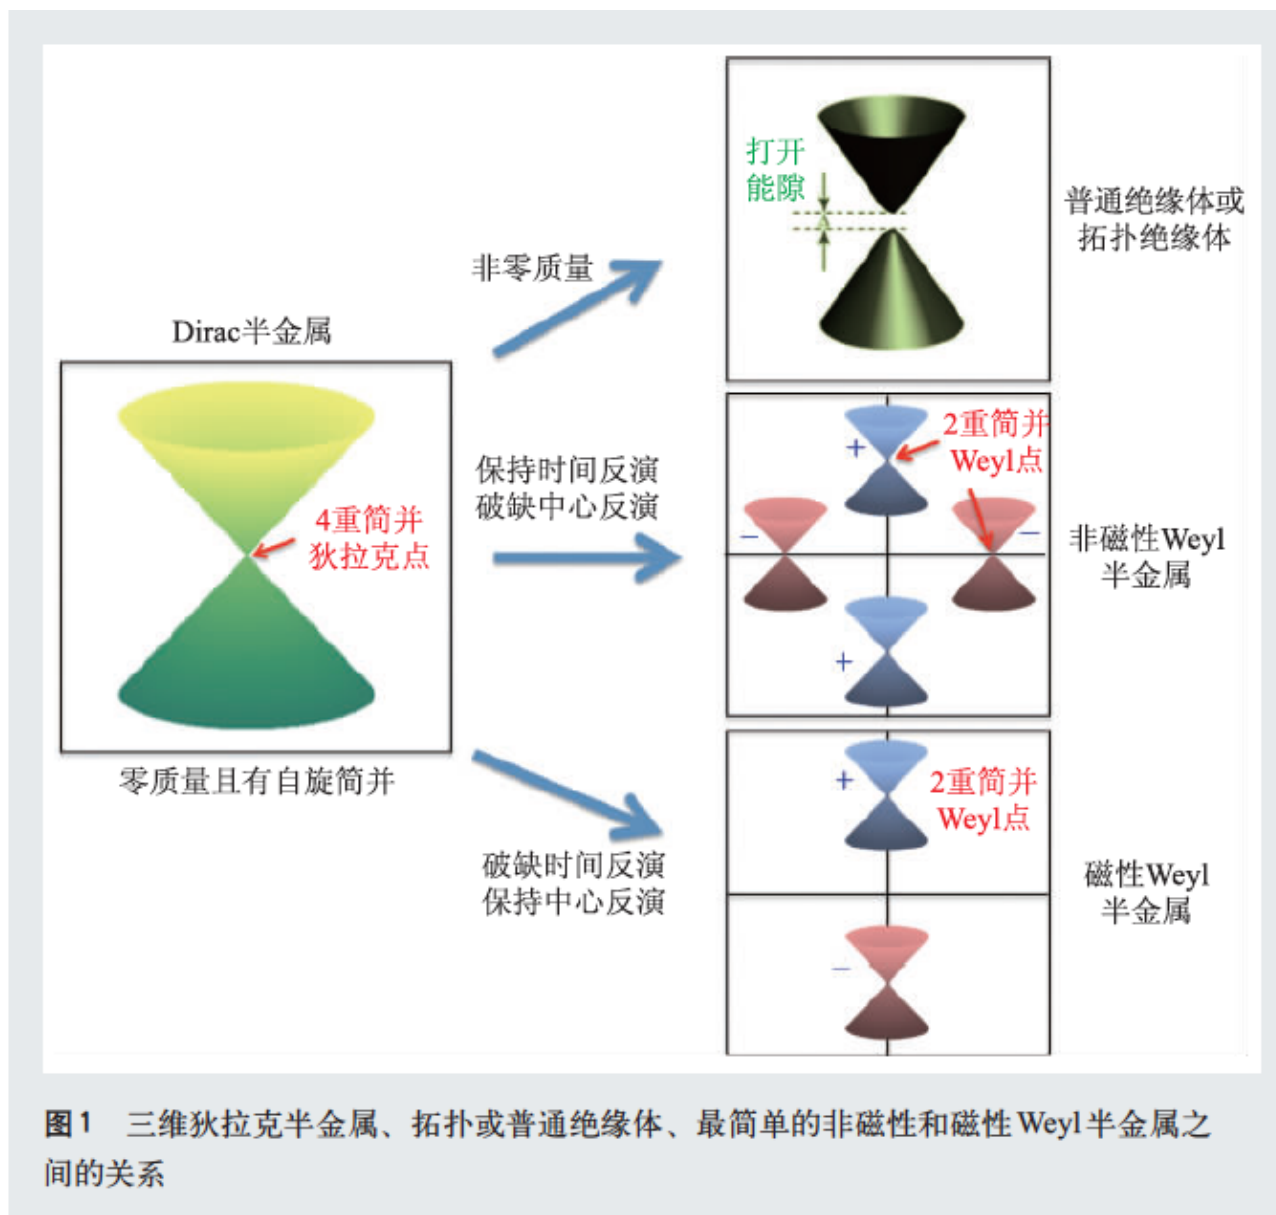 打开
能隙
普通绝缘体或
拓扑绝缘体
非零质量
Dirac半金属
4重简并
狄拉克点
零质量且有自旋简并
保持时间反演
破缺中心反演
+
2重简并
Weyl点
−
−
+
非磁性Weyl
半金属
破缺时间反演
保持中心反演
+
2重简并
Weyl点
−
磁性Weyl
半金属
图1 三维狄拉克半金属、拓扑或普通绝缘体、最简单的非磁性和磁性Weyl半金属之
间的关系